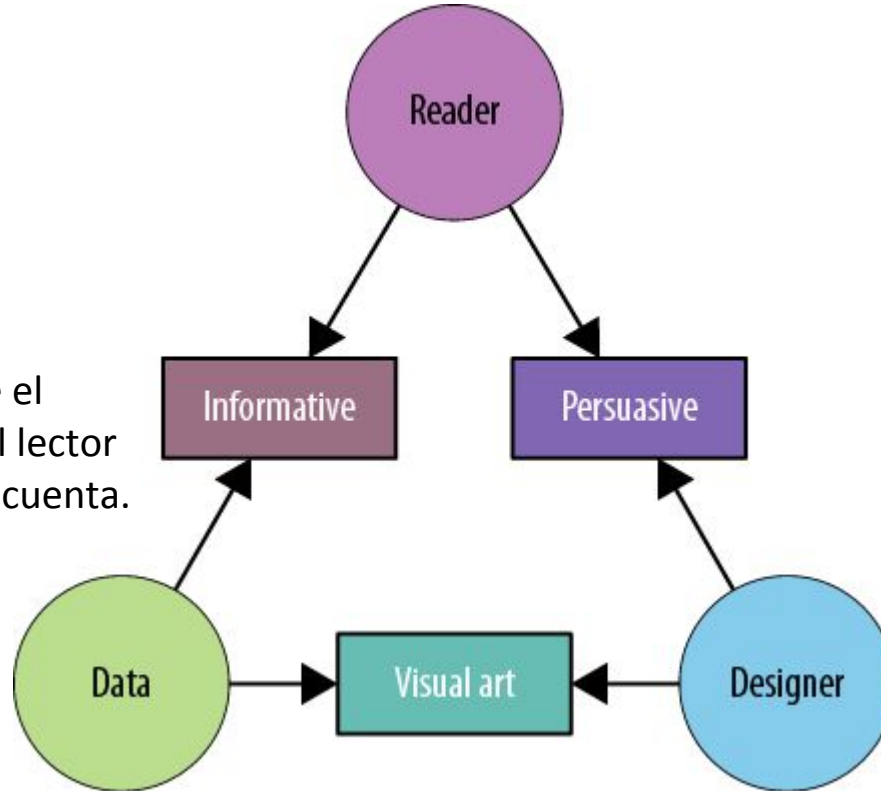 Reader
Informative
Persuasive
e el
l lector
cuenta.
Data
Visual art
Designer